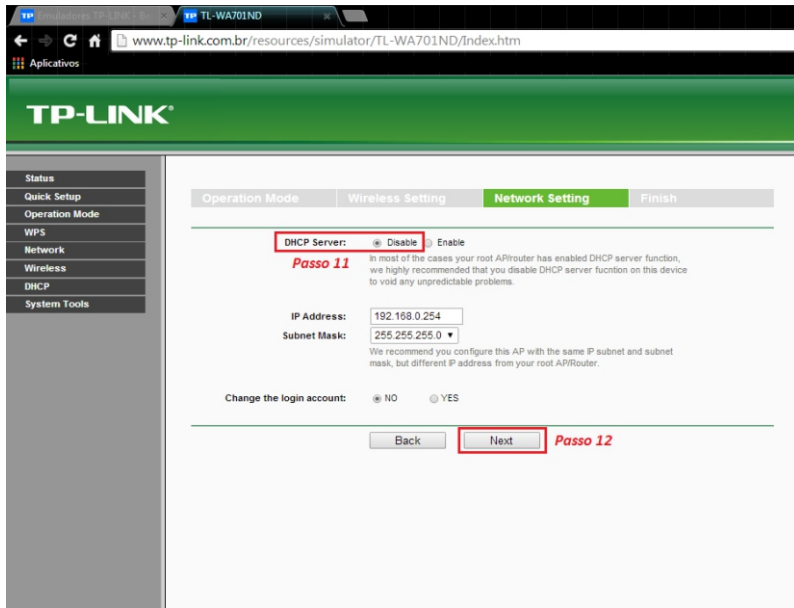 Emuladores TP-LINK - B
TL-WA701ND
www.tp-link.com.br/resources/simulator/TL-WA701ND/Index.htm
Aplicativos
TP-LINK®
Status
Quick Setup
Operation Mode
WPS
Network
Wireless
DHCP
System Tools
Operation Mode Wireless Setting Network Setting Finish
DHCP Server: Disable Enable
Passo 11
In most of the cases your root AP/router has enabled DHCP server function,
we highly recommended that you disable DHCP server fucntion on this device
to void any unpredictable problems.
IP Address: 192.168.0.254
Subnet Mask: 255.255.255.0
We recommend you configure this AP with the same IP subnet and subnet
mask, but different IP address from your root AP/Router.
Change the login account: NO YES
Back Next Passo 12